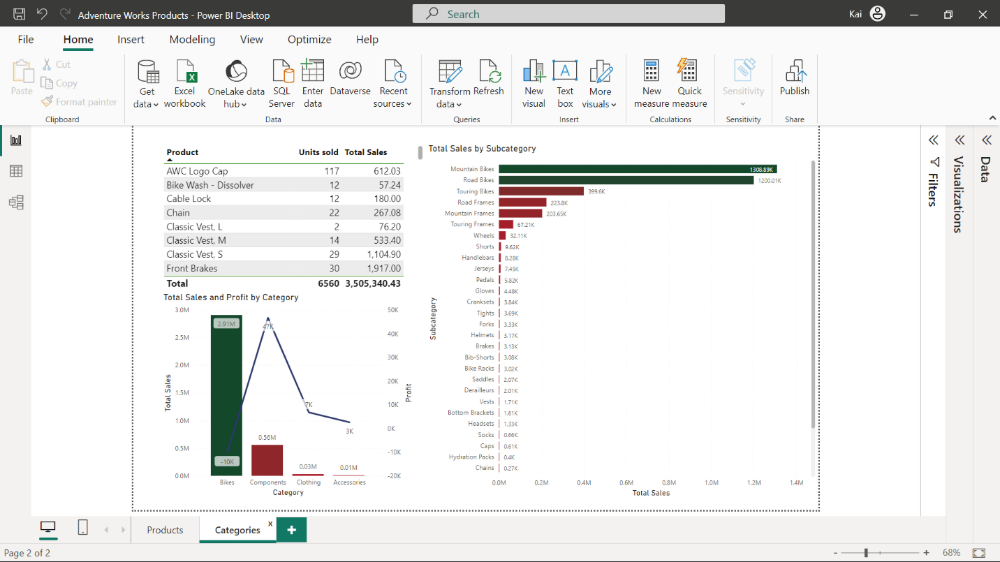 Adventure Works Products - Power BI Desktop
Search
Kai
File Home Insert Modeling View Optimize Help
Paste
Cut
Copy
Format painter
Clipboard
Get data
Excel workbook
OneLake data hub
SQL Server
Enter data
Dataverse
Recent sources
Data
Transform data
Refresh
Queries
New visual
Text box
More visuals
Insert
New measure
Quick measure
Calculations
Sensitivity
Sensitivity
Publish
Share
Product Units sold Total Sales
AWC Logo Cap 117 612.03
Bike Wash - Dissolver 12 57.24
Cable Lock 12 180.00
Chain 22 267.08
Classic Vest, L 2 76.20
Classic Vest, M 14 533.40
Classic Vest, S 29 1,104.90
Front Brakes 30 1,917.00
Total 6560 3,505,340.43
Total Sales and Profit by Category
Total Sales
3.0M
2.5M
2.0M
1.5M
1.0M
0.5M
0.0M
2.91M
-10K
47K
0.56M
7K
0.03M
3K
0.01M
50K
40K
30K
20K
10K
0K
-10K
-20K
Profit
Bikes Components Clothing Accessories
Category
Total Sales by Subcategory
Subcategory
Mountain Bikes 1308.89K
Road Bikes 1200.01K
Touring Bikes 399.6K
Road Frames 223.8K
Mountain Frames 203.65K
Touring Frames 67.21K
Wheels 32.11K
Shorts 9.62K
Handlebars 8.28K
Jerseys 7.45K
Pedals 5.82K
Gloves 4.48K
Cranksets 3.84K
Tights 3.69K
Forks 3.33K
Helmets 3.17K
Brakes 3.13K
Bib-Shorts 3.08K
Bike Racks 3.02K
Saddles 2.07K
Derailleurs 2.01K
Vests 1.71K
Bottom Brackets 1.61K
Headsets 1.33K
Socks 0.66K
Caps 0.61K
Hydration Packs 0.4K
Chains 0.27K
0.0M 0.2M 0.4M 0.6M 0.8M 1.0M 1.2M 1.4M
Total Sales
Filters
Visualizations
Data
Products
Categories x
+
Page 2 of 2
- + 68%